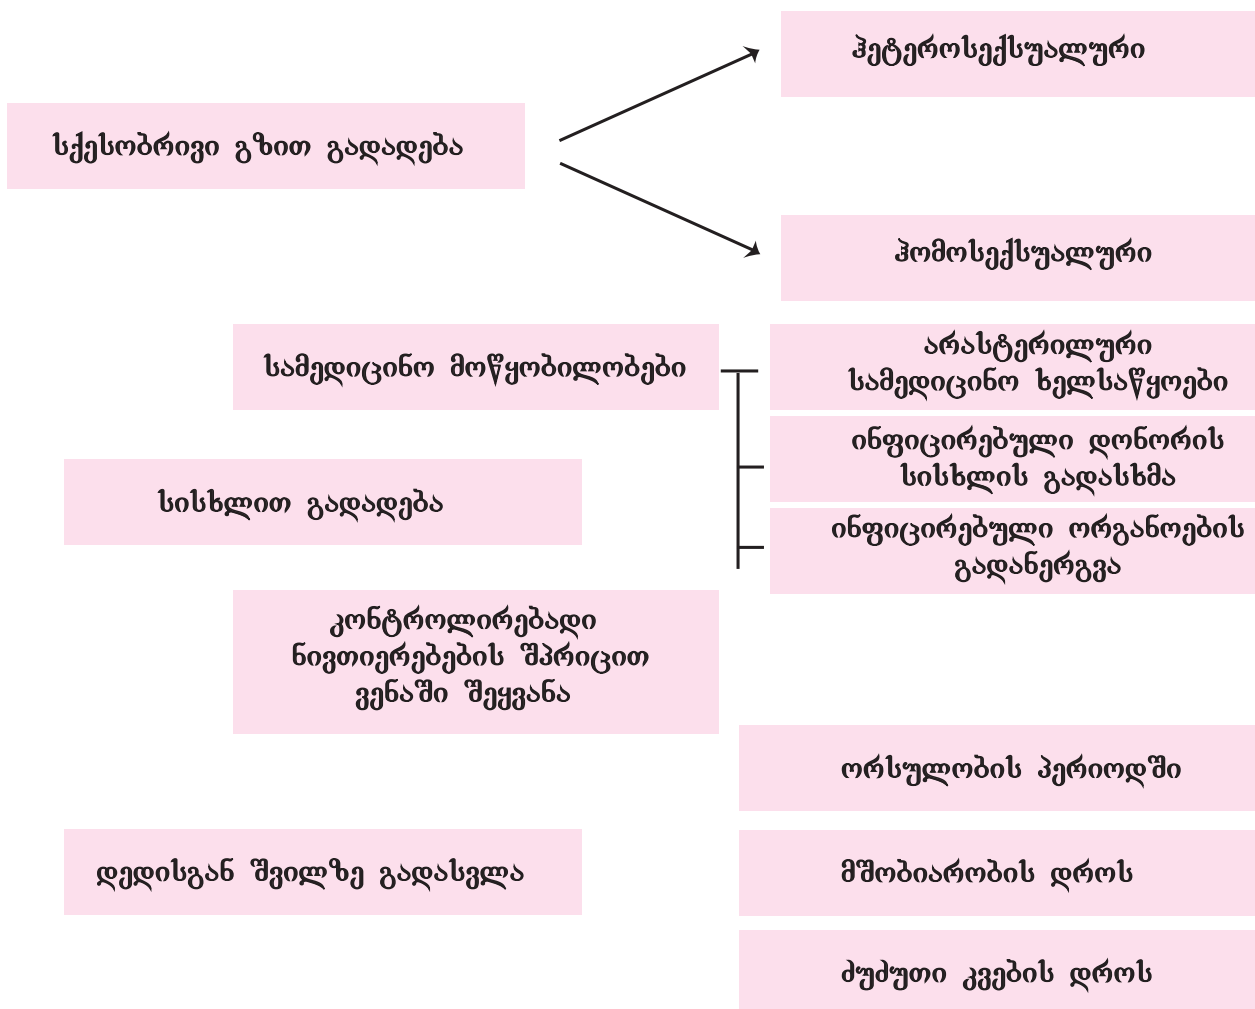 ჰეტეროსექსუალური
სქესობრივი გზით გადადება
ჰომოსექსუალური
სამედიცინო მოწყობილობები
არასტერილური
სამედიცინო ხელსაწყოები
ინფიცირებული დონორის
სისხლის გადასხმა
სისხლით გადადება
ინფიცირებული ორგანოების
გადანერგვა
კონტროლირებადი
ნივთიერებების შპრიცით
ვენაში შეყვანა
ორსულობის პერიოდში
დედისგან შვილზე გადასვლა
მშობიარობის დროს
ძუძუთი კვების დროს